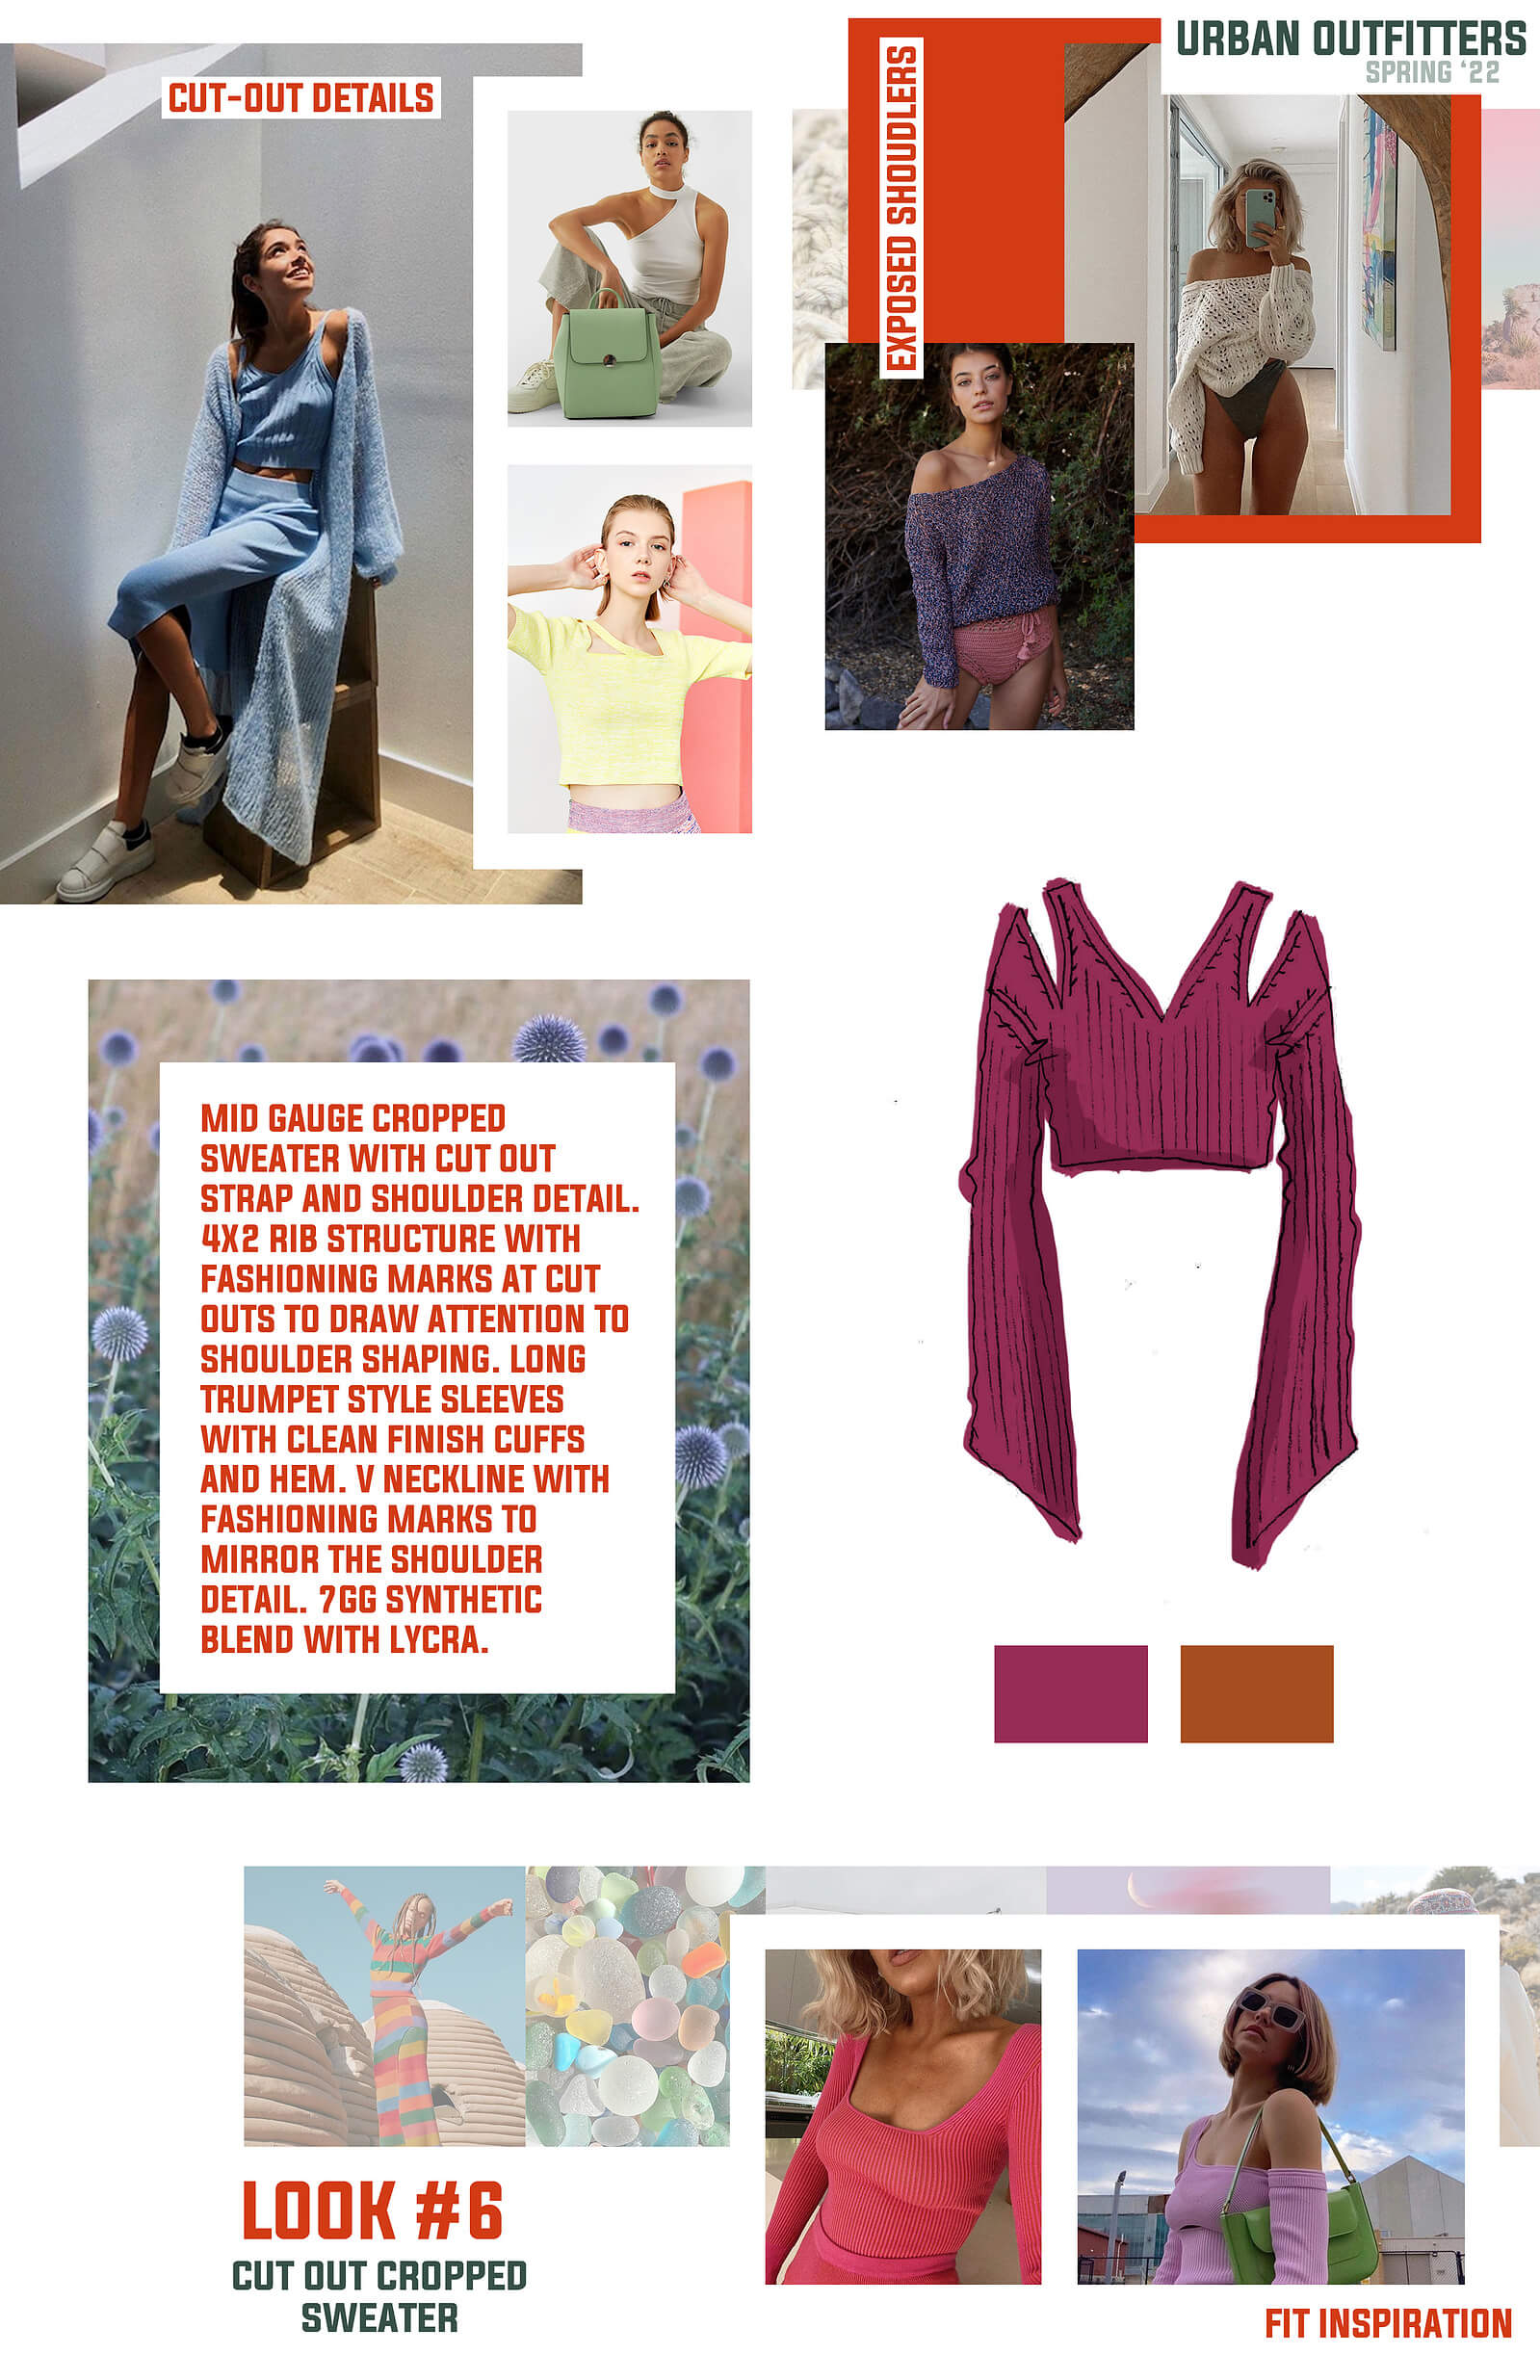 CUT-OUT DETAILS
EXPOSED SHOUDLERS
URBAN OUTFITTERS
SPRING ‘22
MID GAUGE CROPPED
SWEATER WITH CUT OUT
STRAP AND SHOULDER DETAIL.
4X2 RIB STRUCTURE WITH
FASHIONING MARKS AT CUT
OUTS TO DRAW ATTENTION TO
SHOULDER SHAPING. LONG
TRUMPET STYLE SLEEVES
WITH CLEAN FINISH CUFFS
AND HEM. V NECKLINE WITH
FASHIONING MARKS TO
MIRROR THE SHOULDER
DETAIL. 7GG SYNTHETIC
BLEND WITH LYCRA.
LOOK #6
CUT OUT CROPPED
SWEATER
FIT INSPIRATION